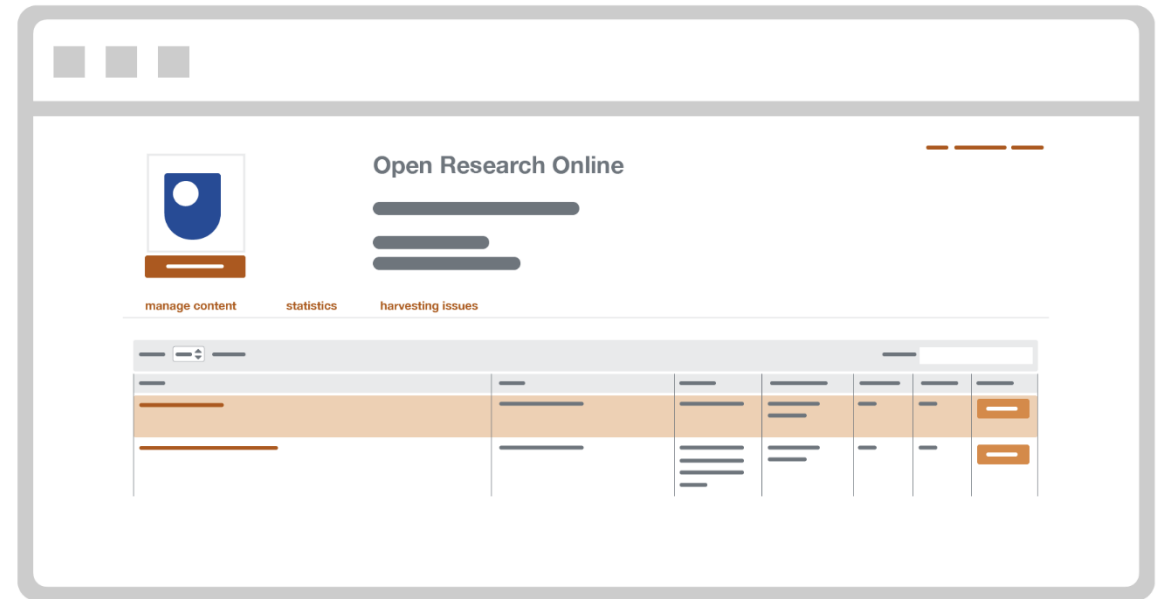 Open Research Online
manage content statistics harvesting issues